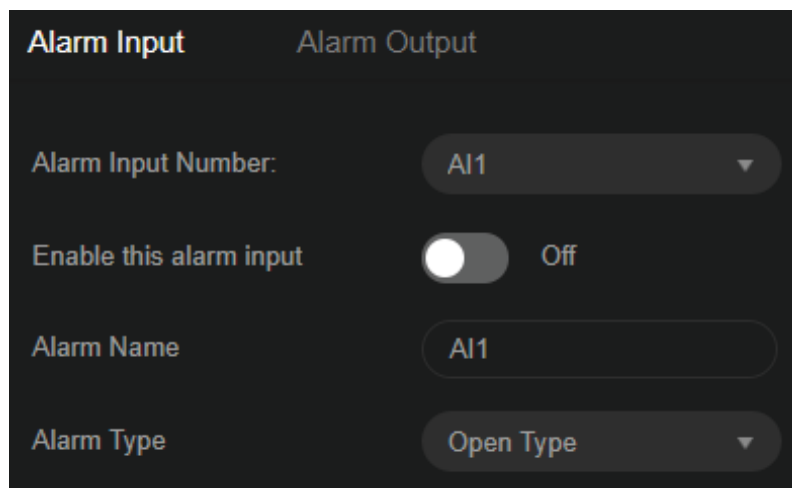 Alarm Input Alarm Output
Alarm Input Number: AI1
Enable this alarm input Off
Alarm Name AI1
Alarm Type Open Type